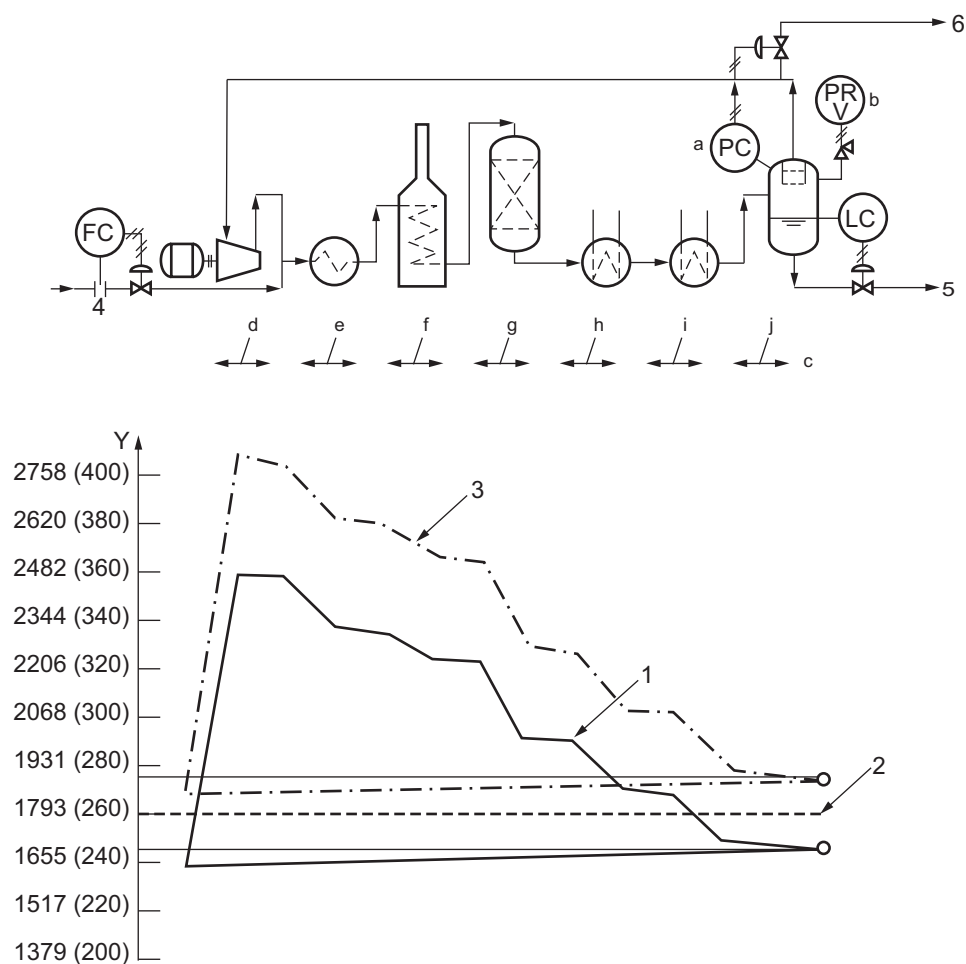 6
PR
V
b
a
PC
FC
LC
4
5
d
e
f
g
h
i
j
c
Y
2758 (400)
3
2620 (380)
2482 (360)
2344 (340)
2206 (320)
1
2068 (300)
1931 (280)
2
1793 (260)
1655 (240)
1517 (220)
1379 (200)